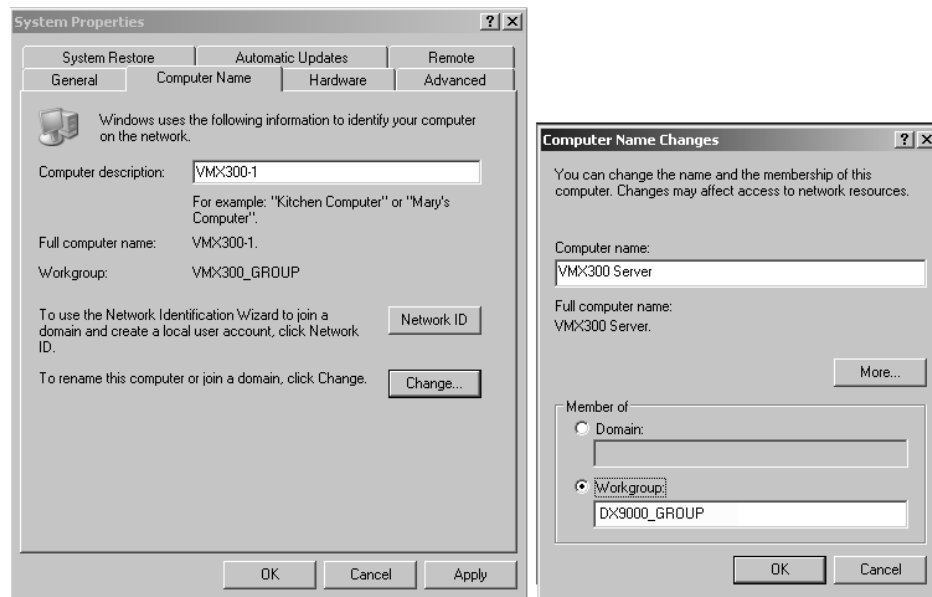 System Properties
System Restore Automatic Updates Remote
General Computer Name Hardware Advanced
Windows uses the following information to identify your computer
on the network.
Computer description: VMX300-1
For example: "Kitchen Computer" or "Mary's
Computer".
Full computer name: VMX300-1.
Workgroup: VMX300_GROUP
To use the Network Identification Wizard to join a
domain and create a local user account, click Network
ID.
Network ID
To rename this computer or join a domain, click Change.
Change...
OK Cancel Apply
Computer Name Changes
You can change the name and the membership of this
computer. Changes may affect access to network resources.
Computer name:
VMX300 Server
Full computer name:
VMX300 Server.
More...
Member of
Domain:
Workgroup:
DX9000_GROUP
OK Cancel